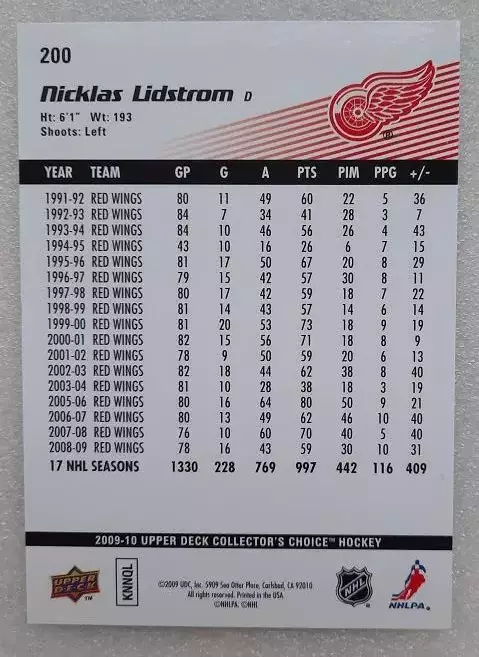 200
Nicklas Lidstrom D
Ht: 6'1" Wt: 193
Shoots: Left
YEAR TEAM GP G A PTS PIM PPG +/-
1991-92 RED WINGS 80 11 49 60 22 5 36
1992-93 RED WINGS 84 7 34 41 28 3 7
1993-94 RED WINGS 84 10 46 56 26 4 43
1994-95 RED WINGS 43 10 16 26 6 7 15
1995-96 RED WINGS 81 17 50 67 20 8 29
1996-97 RED WINGS 79 15 42 57 30 8 11
1997-98 RED WINGS 80 17 42 59 18 7 22
1998-99 RED WINGS 81 14 43 57 14 6 14
1999-00 RED WINGS 81 20 53 73 18 9 19
2000-01 RED WINGS 82 15 56 71 18 8 9
2001-02 RED WINGS 78 9 50 59 20 6 13
2002-03 RED WINGS 82 18 44 62 38 8 40
2003-04 RED WINGS 81 10 28 38 18 3 19
2005-06 RED WINGS 80 16 64 80 50 9 21
2006-07 RED WINGS 80 13 49 62 46 10 40
2007-08 RED WINGS 76 10 60 70 40 5 40
2008-09 RED WINGS 78 16 43 59 30 10 31
17 NHL SEASONS 1330 228 769 997 442 116 409
2009-10 UPPER DECK COLLECTOR'S CHOICE™ HOCKEY
UPPER DECK TM
KNNQL
©2009 UDC, Inc. 5909 Sea Otter Place, Carlsbad, CA 92010
All rights reserved. Printed in the USA
©NHLPA. ©NHL
NHL
NHLPA